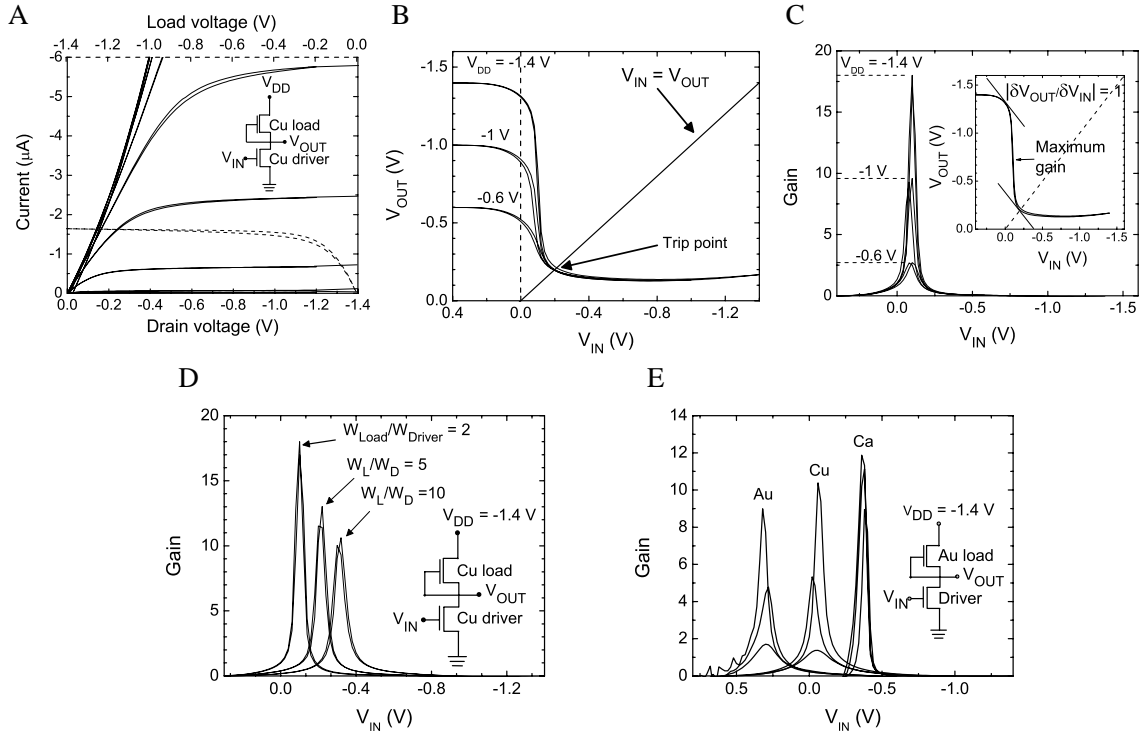 A
Load voltage (V)
-1.4 -1.2 -1.0 -0.8 -0.6 -0.4 -0.2 0.0
-6
-5
-4
-3
-2
-1
0
Current (μA)
V_DD
Cu load
V_OUT
V_IN
Cu driver
0.0 -0.2 -0.4 -0.6 -0.8 -1.0 -1.2 -1.4
Drain voltage (V)
B
V_DD = -1.4 V
V_IN = V_OUT
-1 V
-0.6 V
Trip point
-1.5
-1.0
-0.5
0.0
V_OUT (V)
0.4 0.0 -0.4 -0.8 -1.2
V_IN (V)
C
20
15
10
5
0
Gain
V_DD = -1.4 V
-1 V
-0.6 V
|δV_OUT/δV_IN| = 1
Maximum
gain
-1.5
-1.0
-0.5
0.0
V_OUT (V)
0.0 -0.5 -1.0 -1.5
V_IN (V)
0.0 -0.5 -1.0 -1.5
V_IN (V)
D
20
15
10
5
0
Gain
W_Load/W_Driver = 2
W_L/W_D = 5
W_L/W_D = 10
V_DD = -1.4 V
Cu load
V_OUT
V_IN
Cu driver
0.0 -0.4 -0.8 -1.2
V_IN (V)
E
14
12
10
8
6
4
2
0
Gain
Au
Cu
Ca
V_DD = -1.4 V
Au load
V_OUT
V_IN
Driver
0.5 0.0 -0.5 -1.0
V_IN (V)